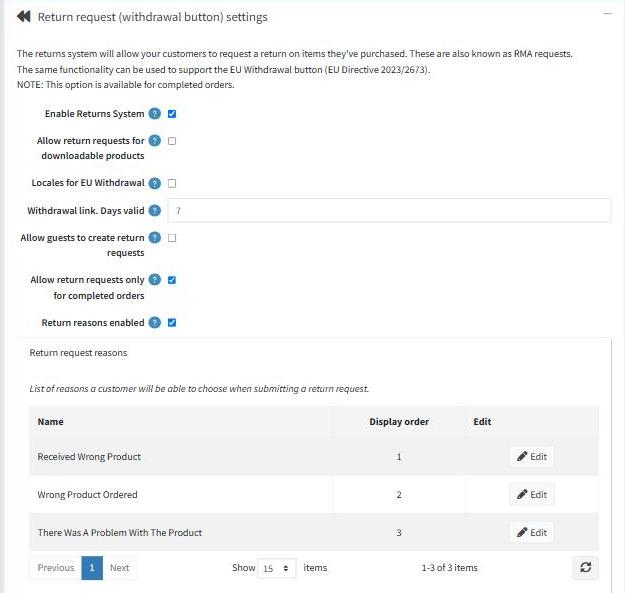 Return request (withdrawal button) settings
The returns system will allow your customers to request a return on items they've purchased. These are also known as RMA requests.
The same functionality can be used to support the EU Withdrawal button (EU Directive 2023/2673).
NOTE: This option is available for completed orders.
Enable Returns System ?
Allow return requests for ?
downloadable products
Locales for EU Withdrawal ?
Withdrawal link. Days valid ? 7
Allow guests to create return ?
requests
Allow return requests only ?
for completed orders
Return reasons enabled ?
Return request reasons
List of reasons a customer will be able to choose when submitting a return request.
Name Display order Edit
Received Wrong Product 1 Edit
Wrong Product Ordered 2 Edit
There Was A Problem With The Product 3 Edit
Previous 1 Next Show 15 items 1-3 of 3 items